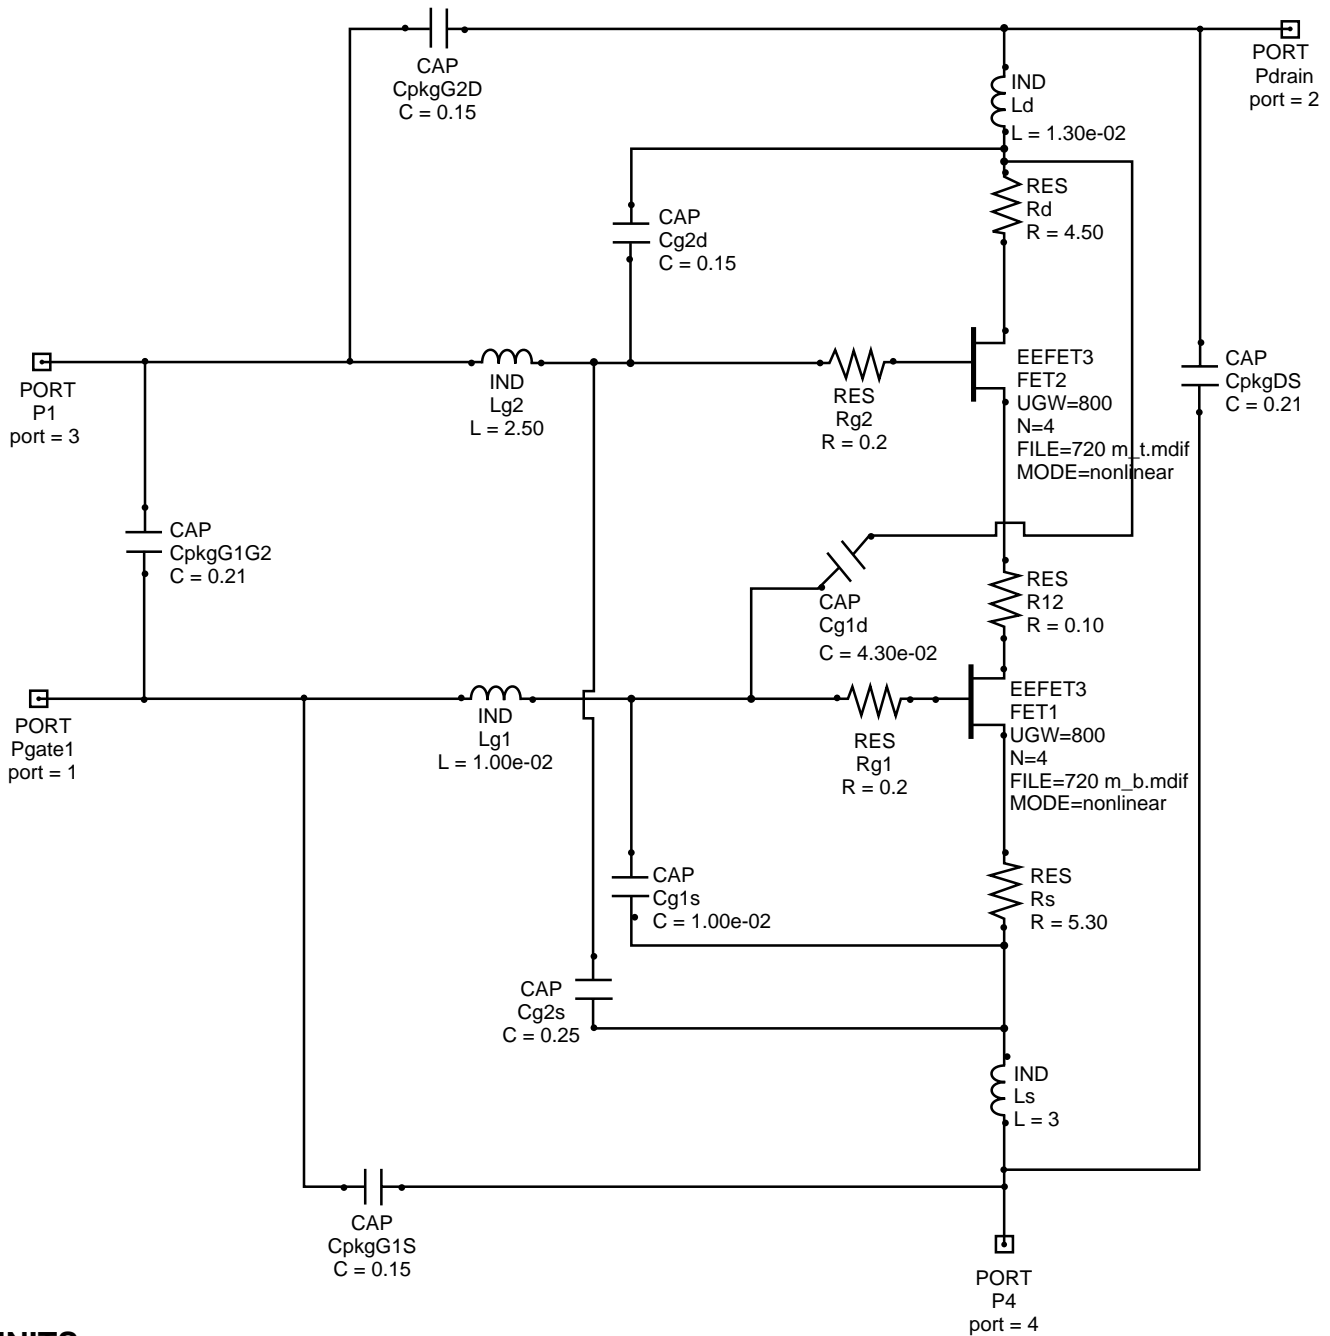 CAP
CpkgG2D
C = 0.15
PORT
Pdrain
port = 2
IND
Ld
L = 1.30e-02
RES
Rd
R = 4.50
CAP
Cg2d
C = 0.15
PORT
P1
port = 3
IND
Lg2
L = 2.50
RES
Rg2
R = 0.2
EEFET3
FET2
UGW=800
N=4
FILE=720 m_t.mdif
MODE=nonlinear
CAP
CpkgDS
C = 0.21
CAP
CpkgG1G2
C = 0.21
CAP
Cg1d
C = 4.30e-02
RES
R12
R = 0.10
PORT
Pgate1
port = 1
IND
Lg1
L = 1.00e-02
RES
Rg1
R = 0.2
EEFET3
FET1
UGW=800
N=4
FILE=720 m_b.mdif
MODE=nonlinear
CAP
Cg1s
C = 1.00e-02
RES
Rs
R = 5.30
CAP
Cg2s
C = 0.25
IND
Ls
L = 3
CAP
CpkgG1S
C = 0.15
PORT
P4
port = 4